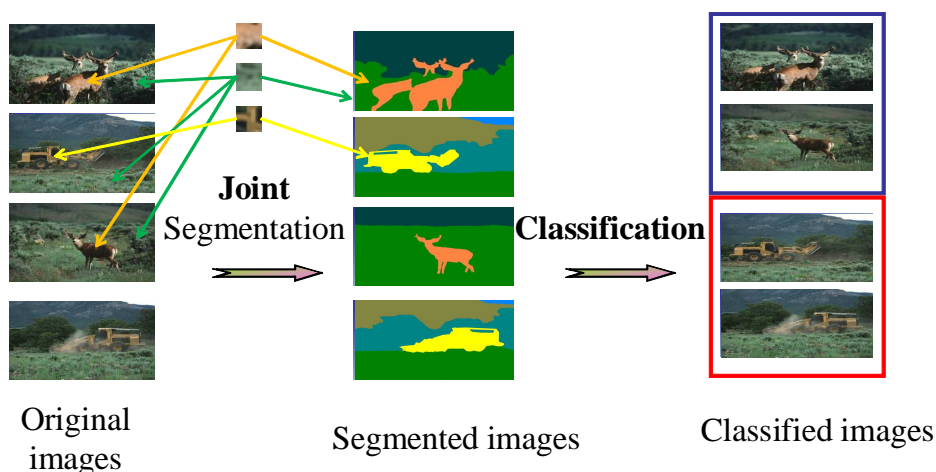 Joint
Segmentation
Classification
Original
images
Segmented images
Classified images